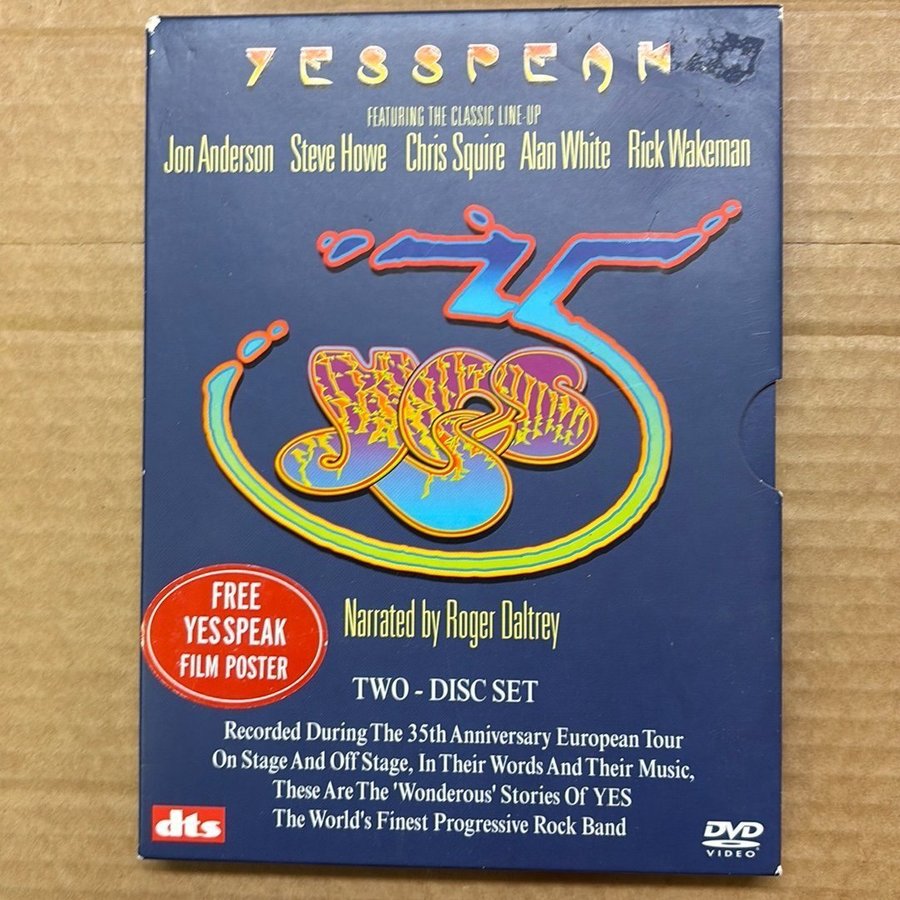 YESSPEAK
FEATURING THE CLASSIC LINE-UP
Jon Anderson Steve Howe Chris Squire Alan White Rick Wakeman
35
Yes
FREE
YESSPEAK
FILM POSTER
Narrated by Roger Daltrey
TWO - DISC SET
Recorded During The 35th Anniversary European Tour
On Stage And Off Stage, In Their Words And Their Music,
These Are The 'Wonderous' Stories Of YES
The World's Finest Progressive Rock Band
dts
DVD
VIDEO